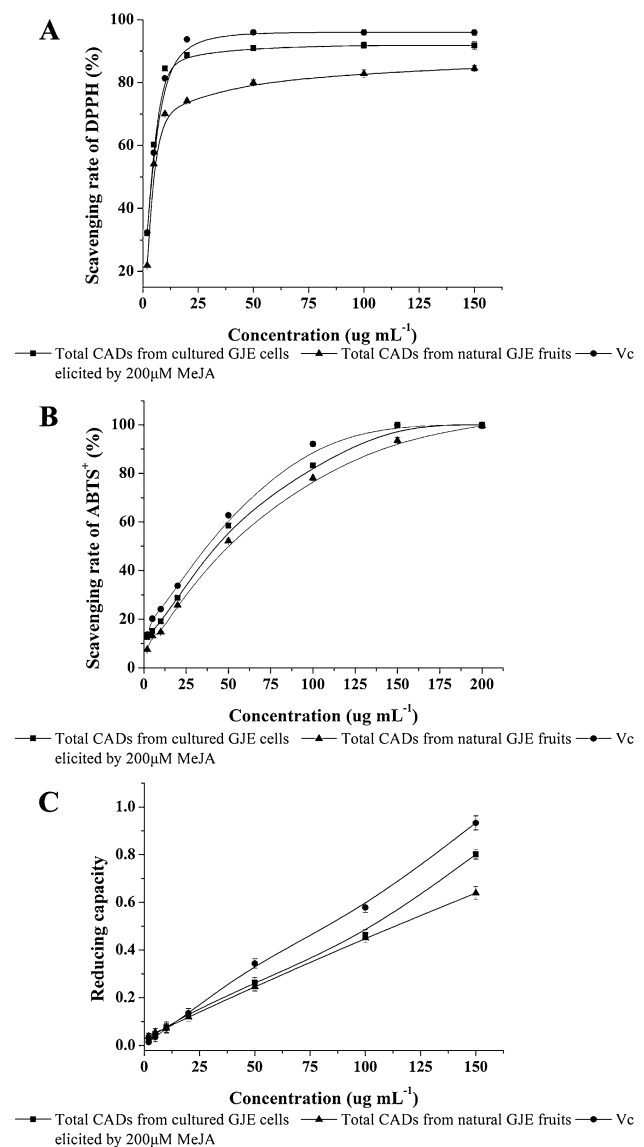 A
Scavenging rate of DPPH (%)
100
80
60
40
20
0 25 50 75 100 125 150
Concentration (ug mL⁻¹)
Total CADs from cultured GJE cells elicited by 200μM MeJA
Total CADs from natural GJE fruits
Vc
B
Scavenging rate of ABTS⁺ (%)
100
80
60
40
20
0
0 25 50 75 100 125 150 175 200
Concentration (ug mL⁻¹)
Total CADs from cultured GJE cells elicited by 200μM MeJA
Total CADs from natural GJE fruits
Vc
C
Reducing capacity
1.0
0.8
0.6
0.4
0.2
0.0
0 25 50 75 100 125 150
Concentration (ug mL⁻¹)
Total CADs from cultured GJE cells elicited by 200μM MeJA
Total CADs from natural GJE fruits
Vc